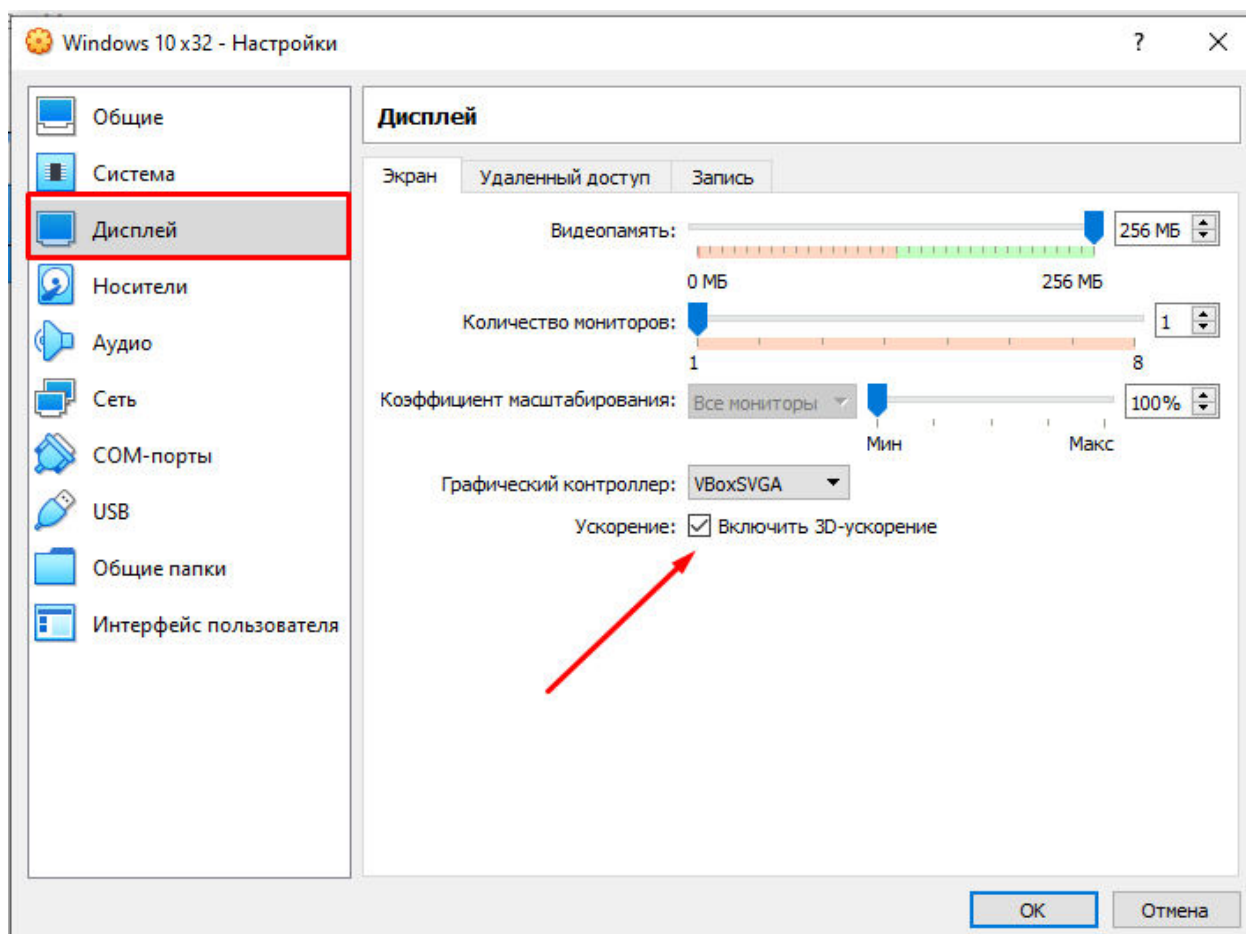 Windows 10 x32 - Настройки
Общие
Система
Дисплей
Носители
Аудио
Сеть
COM-порты
USB
Общие папки
Интерфейс пользователя
Дисплей
Экран Удаленный доступ Запись
Видеопамять: 256 МБ
0 МБ 256 МБ
Количество мониторов: 1
1 8
Коэффициент масштабирования: Все мониторы 100%
Мин Макс
Графический контроллер: VBoxSVGA
Ускорение: Включить 3D-ускорение
OK Отмена